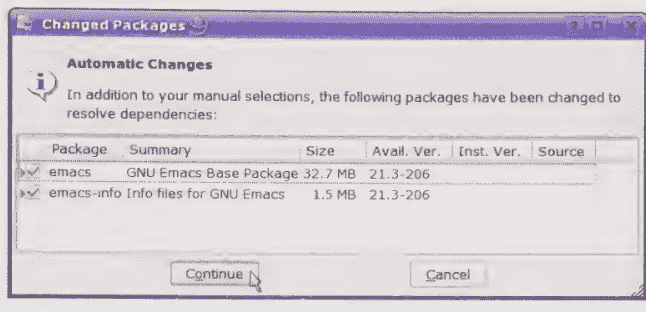 Changed Packages
Automatic Changes
In addition to your manual selections, the following packages have been changed to
resolve dependencies:
Package Summary Size Avail. Ver. Inst. Ver. Source
emacs GNU Emacs Base Package 32.7 MB 21.3-206
emacs-info Info files for GNU Emacs 1.5 MB 21.3-206
Continue Cancel